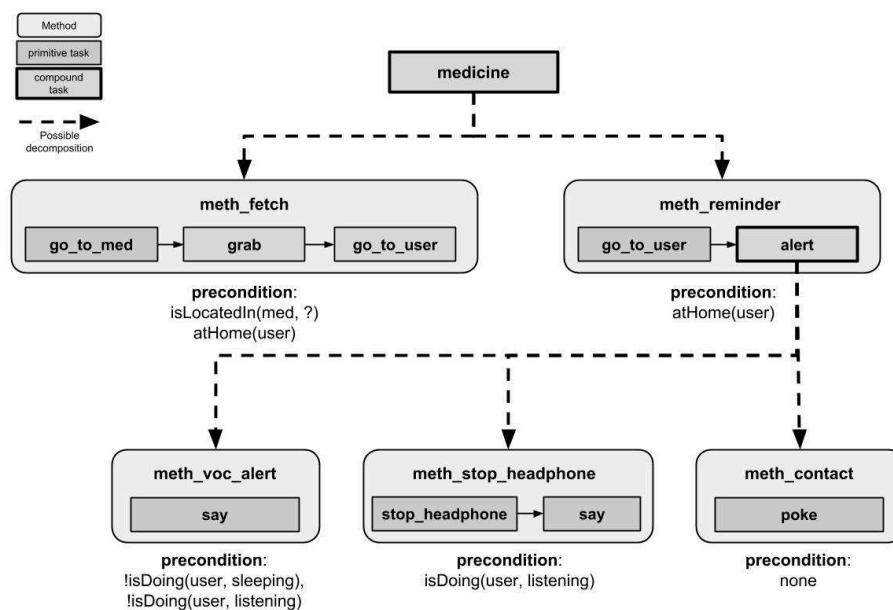 Method
primitive task
compound
task
Possible
decomposition
medicine
meth_fetch
go_to_med
grab
go_to_user
precondition:
isLocatedIn(med, ?)
atHome(user)
meth_reminder
go_to_user
alert
precondition:
atHome(user)
meth_voc_alert
say
precondition:
!isDoing(user, sleeping),
!isDoing(user, listening)
meth_stop_headphone
stop_headphone
say
precondition:
isDoing(user, listening)
meth_contact
poke
precondition:
none